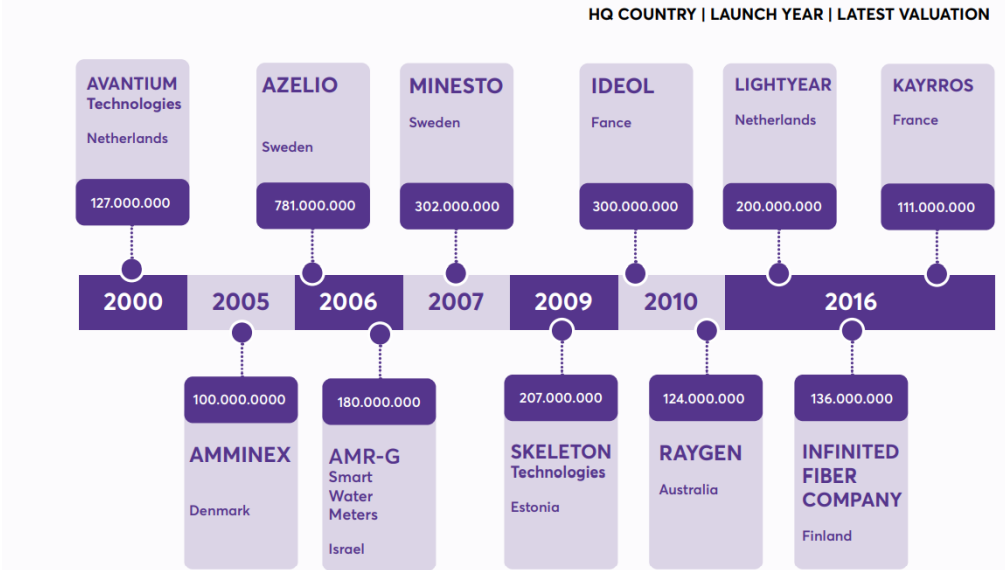 HQ COUNTRY | LAUNCH YEAR | LATEST VALUATION
AVANTIUM
Technologies
Netherlands
127.000.000
AZELIO
Sweden
781.000.000
MINESTO
Sweden
302.000.000
IDEOL
Fance
300.000.000
LIGHTYEAR
Netherlands
200.000.000
KAYRROS
France
111.000.000
2000
2005
2006
2007
2009
2010
2016
100.000.0000
AMMINEX
Denmark
180.000.000
AMR-G
Smart
Water
Meters
Israel
207.000.000
SKELETON
Technologies
Estonia
124.000.000
RAYGEN
Australia
136.000.000
INFINITED
FIBER
COMPANY
Finland